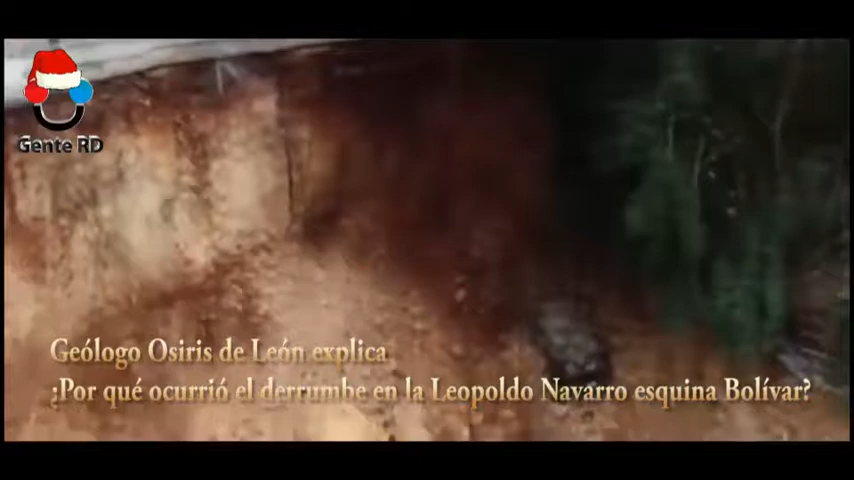 Gente RD
Geólogo Osiris de León explica
¿Por qué ocurrió el derrumbe en la Leopoldo Navarro esquina Bolívar?